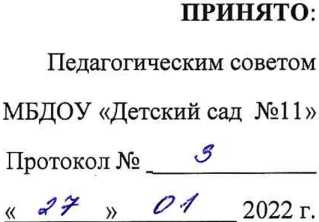 ПРИНЯТО:
Педагогическим советом
МБДОУ «Детский сад №11»
Протокол № 3
« 27 » 01 2022 г.